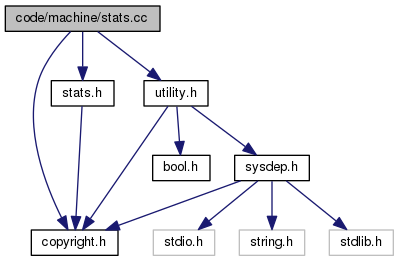 code/machine/stats.cc
stats.h
utility.h
bool.h
sysdep.h
copyright.h
stdio.h
string.h
stdlib.h